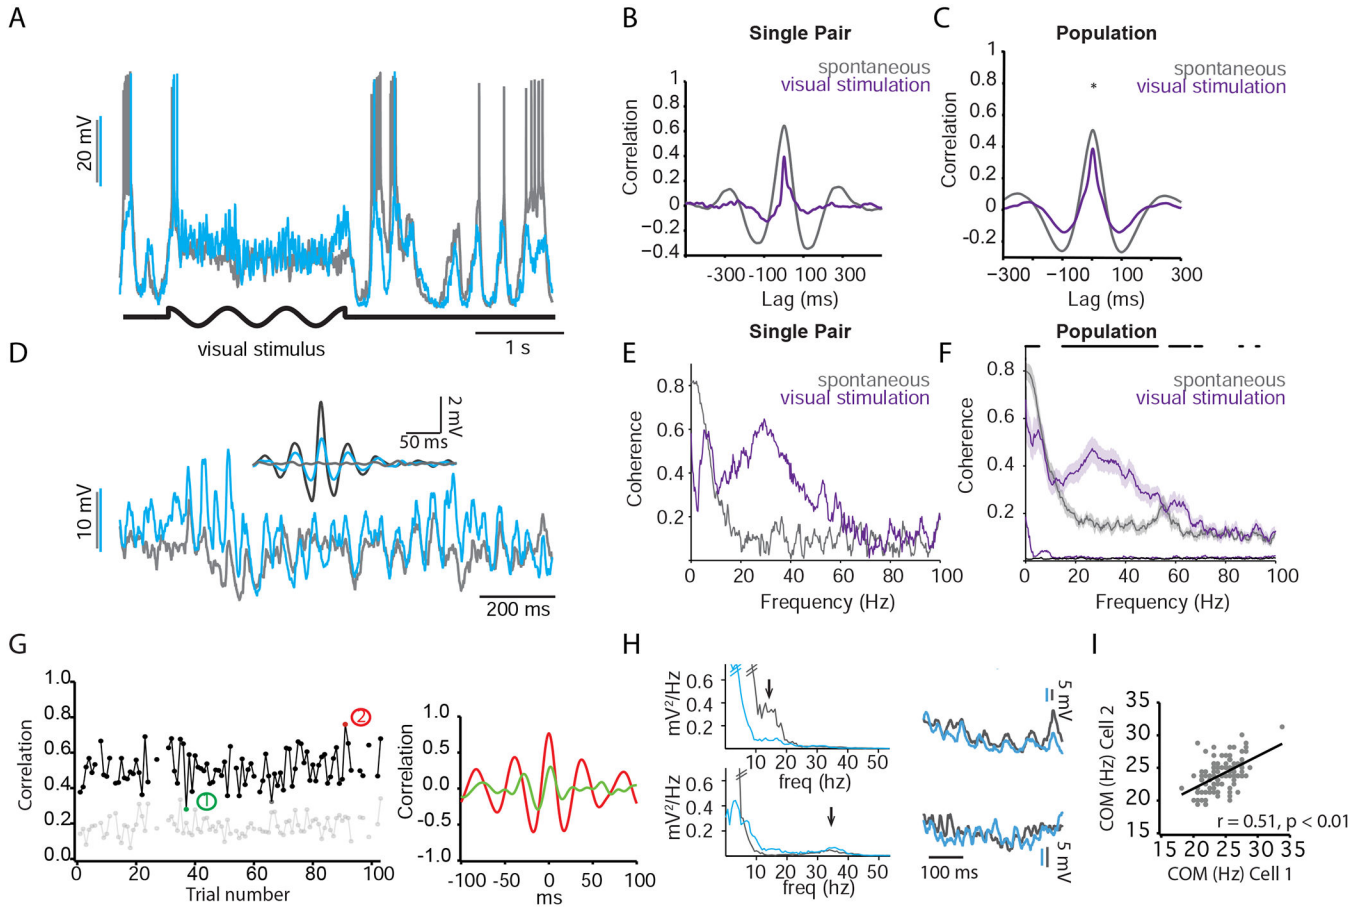 A
20 mV
visual stimulus
1 s
B
Single Pair
spontaneous
visual stimulation
Correlation
1
0.8
0.6
0.4
0.2
0
−0.2
−0.4
-300 -100 100 300
Lag (ms)
C
Population
spontaneous
visual stimulation
*
Correlation
1
0.8
0.6
0.4
0.2
0
-0.2
−300 −100 100 300
Lag (ms)
D
2 mV
50 ms
10 mV
200 ms
E
Single Pair
spontaneous
visual stimulation
Coherence
0.8
0.6
0.4
0.2
0 20 40 60 80 100
Frequency (Hz)
F
Population
spontaneous
visual stimulation
Coherence
0.8
0.6
0.4
0.2
0 20 40 60 80 100
Frequency (Hz)
G
Correlation
1.0
0.8
0.6
0.4
0.2
0.0
2
1
0 20 40 60 80 100
Trial number
Correlation
1.0
0.5
0.0
-0.5
-1.0
-100 -50 0 50 100
ms
H
mV²/Hz
0.6
0.4
0.2
10 20 30 40 50
freq (hz)
5 mV
mV²/Hz
0.6
0.4
0.2
10 20 30 40 50
freq (hz)
100 ms
5 mV
I
COM (Hz) Cell 2
35
30
25
20
15
r = 0.51, p < 0.01
15 20 25 30 35
COM (Hz) Cell 1